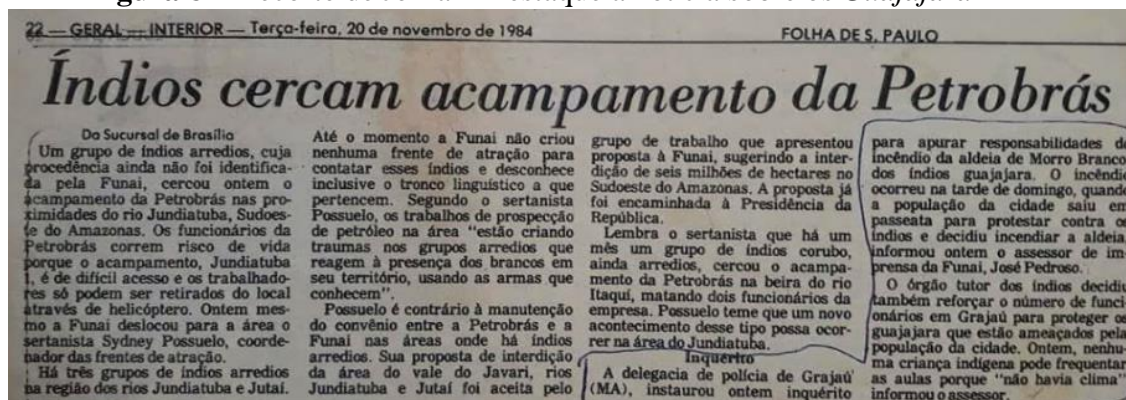 22 — GERAL — INTERIOR — Terça-feira, 20 de novembro de 1984
FOLHA DE S. PAULO
Índios cercam acampamento da Petrobrás
Da Sucursal de Brasília
Um grupo de índios arredios, cuja
procedência ainda não foi identifica-
da pela Funai, cercou ontem o
acampamento da Petrobrás nas pro-
ximidades do rio Jundiatuba, Sudoes-
te do Amazonas. Os funcionários da
Petrobrás correm risco de vida
porque o acampamento, Jundiatuba
1, é de difícil acesso e os trabalhado-
res só podem ser retirados do local
através de helicóptero. Ontem mes-
mo a Funai deslocou para a área o
sertanista Sydney Possuelo, coorde-
nador das frentes de atração.
Há três grupos de índios arredios
na região dos rios Jundiatuba e Jutaí.
Até o momento a Funai não criou
nenhuma frente de atração para
contatar esses índios e desconhece
inclusive o tronco linguístico a que
pertencem. Segundo o sertanista
Possuelo, os trabalhos de prospecção
de petróleo na área "estão criando
traumas nos grupos arredios que
reagem à presença dos brancos em
seu território, usando as armas que
conhecem".
Possuelo é contrário à manutenção
do convênio entre a Petrobrás e a
Funai nas áreas onde há índios
arredios. Sua proposta de interdição
da área do vale do Javari, rios
Jundiatuba e Jutaí foi aceita pelo
grupo de trabalho que apresentou
proposta à Funai, sugerindo a inter-
dição de seis milhões de hectares no
Sudoeste do Amazonas. A proposta já
foi encaminhada à Presidência da
República.
Lembra o sertanista que há um
mês um grupo de índios corubo,
ainda arredios, cercou o acampa-
mento da Petrobrás na beira do rio
Itaquí, matando dois funcionários da
empresa. Possuelo teme que um novo
acontecimento desse tipo possa ocor-
rer na área do Jundiatuba.
Inquérito
A delegacia de polícia de Grajaú
(MA), instaurou ontem inquérito
para apurar responsabilidades do
incêndio da aldeia de Morro Branco,
dos índios guajajara. O incêndio
ocorreu na tarde de domingo, quando
a população da cidade saiu em
passeata para protestar contra os
índios e decidiu incendiar a aldeia,
informou ontem o assessor de im-
prensa da Funai, José Pedroso.
O órgão tutor dos índios decidiu
também reforçar o número de funci-
onários em Grajaú para proteger os
guajajara que estão ameaçados pela
população da cidade. Ontem, nenhu-
ma criança indígena pode frequentar
as aulas porque "não havia clima"
informou o assessor.